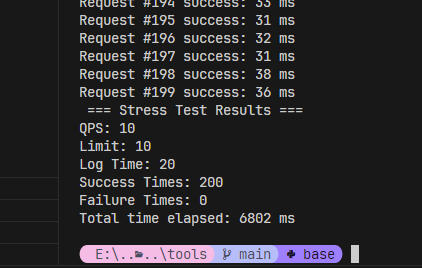 Request #194 success: 33 ms
Request #195 success: 31 ms
Request #196 success: 32 ms
Request #197 success: 31 ms
Request #198 success: 38 ms
Request #199 success: 36 ms
=== Stress Test Results ===
QPS: 10
Limit: 10
Log Time: 20
Success Times: 200
Failure Times: 0
Total time elapsed: 6802 ms
E:\..\..\tools main base